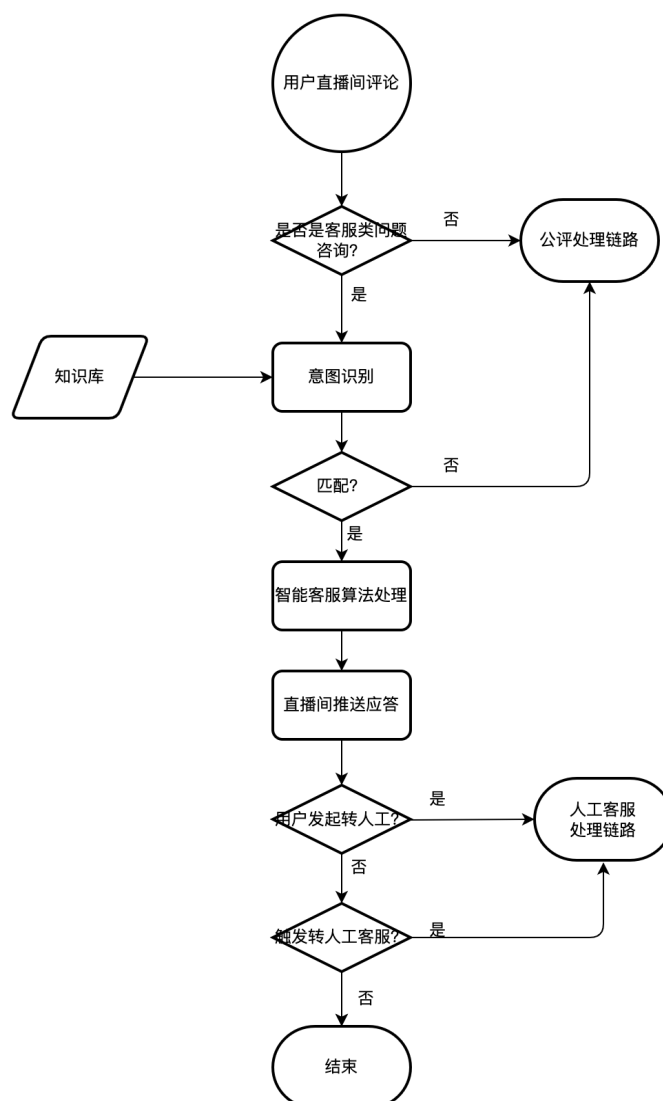 用户直播间评论
是否是客服类问题
咨询?
否
公评处理链路
是
知识库
意图识别
否
匹配?
是
智能客服算法处理
直播间推送应答
用户发起转人工?
是
人工客服
处理链路
否
触发转人工客服?
是
否
结束